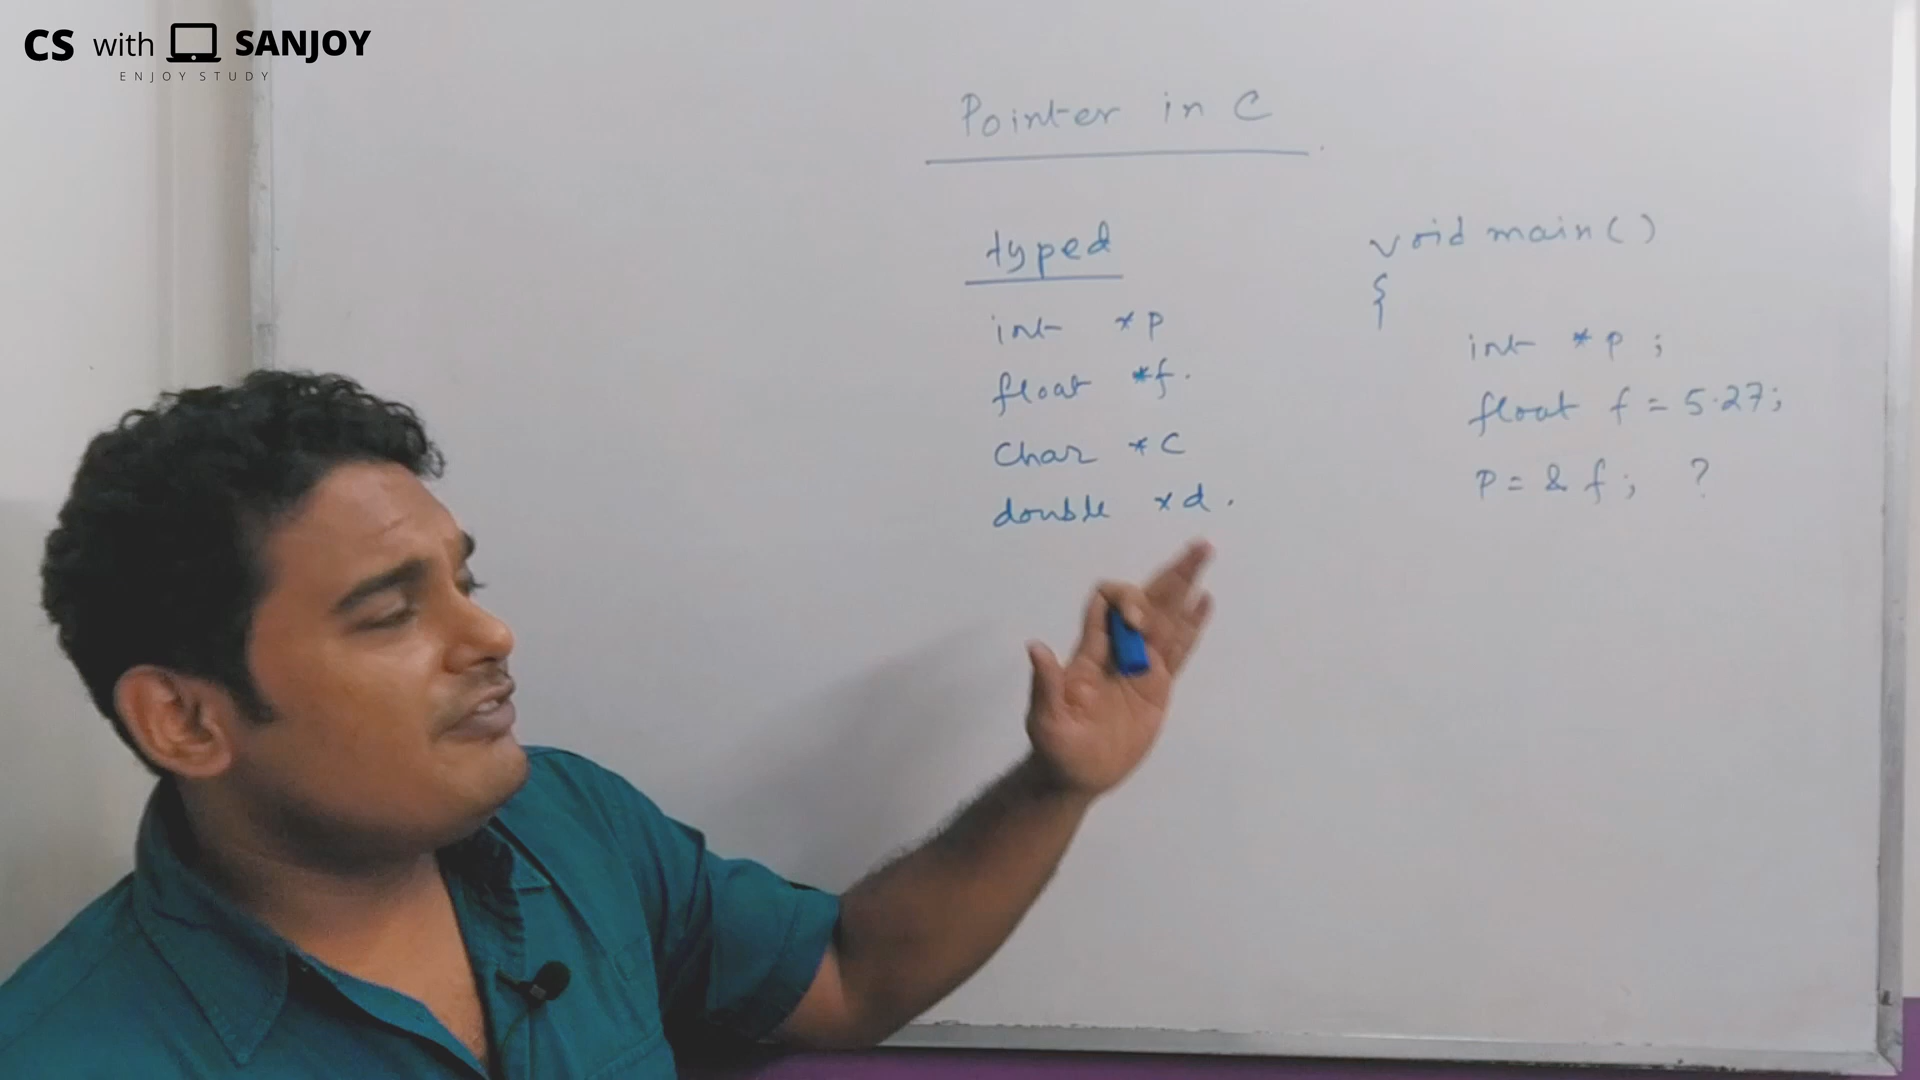 CS with SANJOY
ENJOY STUDY
Pointer in C
typed
int *p
float *f.
Char *C
double *d.
void main()
{
int *p;
float f = 5.27;
P = & f; ?